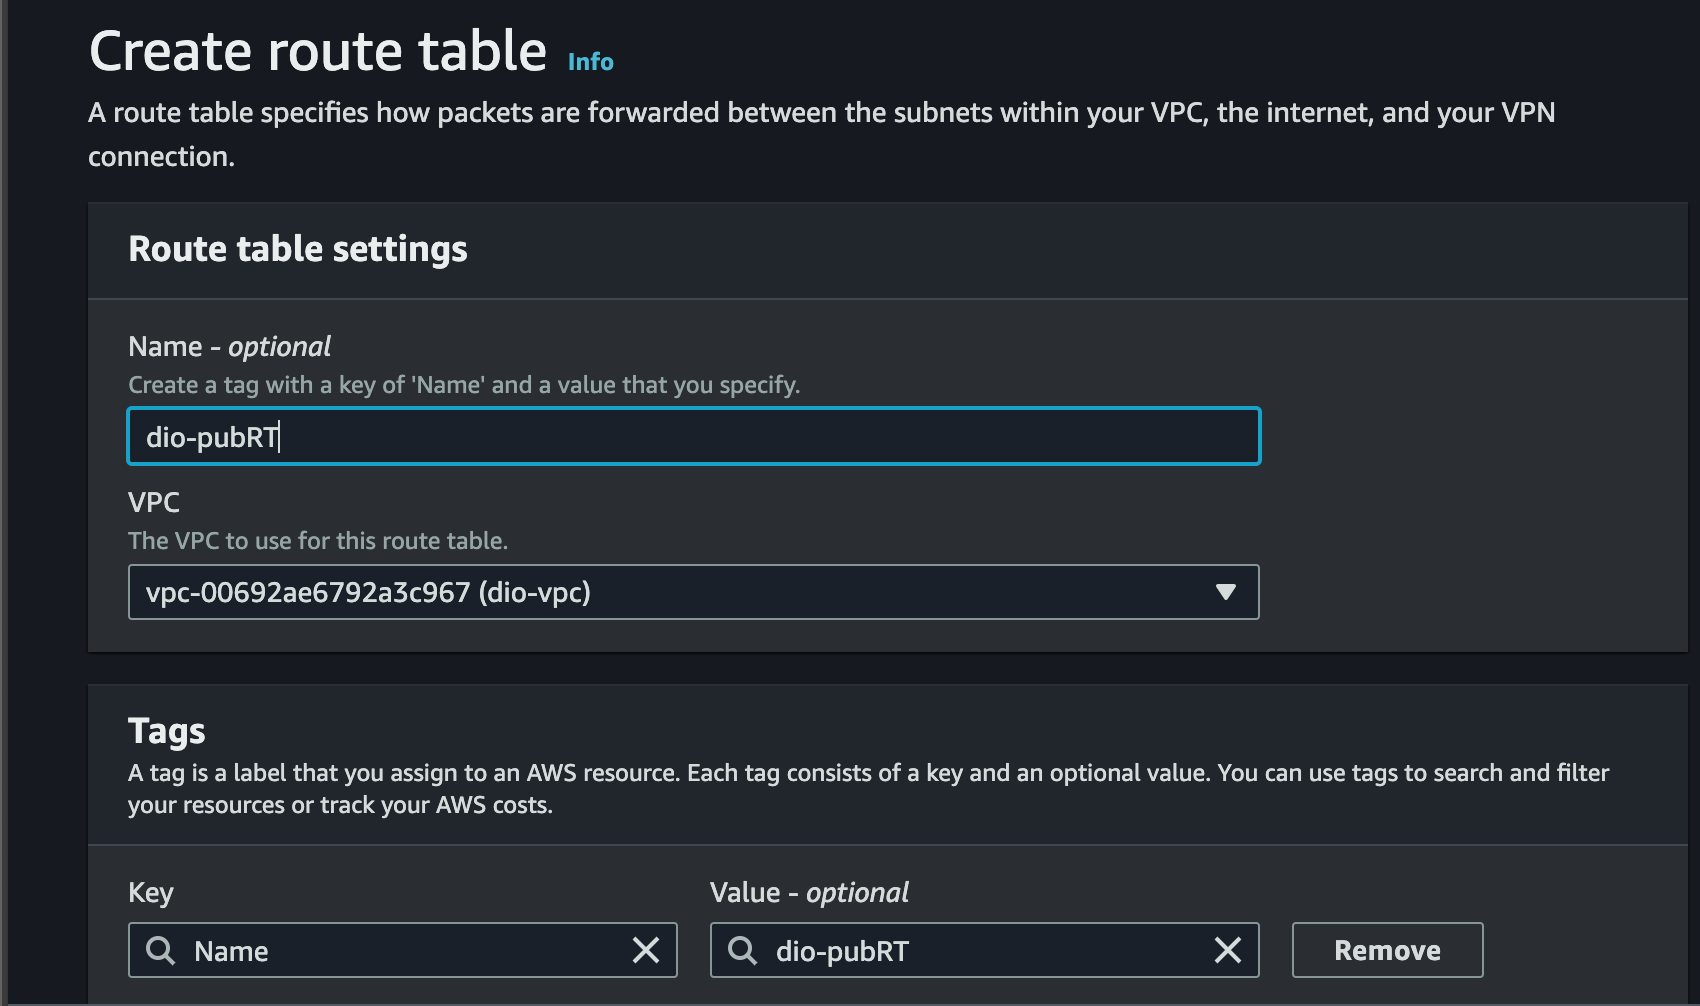 Create route table Info
A route table specifies how packets are forwarded between the subnets within your VPC, the internet, and your VPN
connection.
Route table settings
Name - optional
Create a tag with a key of 'Name' and a value that you specify.
dio-pubRT
VPC
The VPC to use for this route table.
vpc-00692ae6792a3c967 (dio-vpc)
Tags
A tag is a label that you assign to an AWS resource. Each tag consists of a key and an optional value. You can use tags to search and filter
your resources or track your AWS costs.
Key Value - optional
Name dio-pubRT Remove